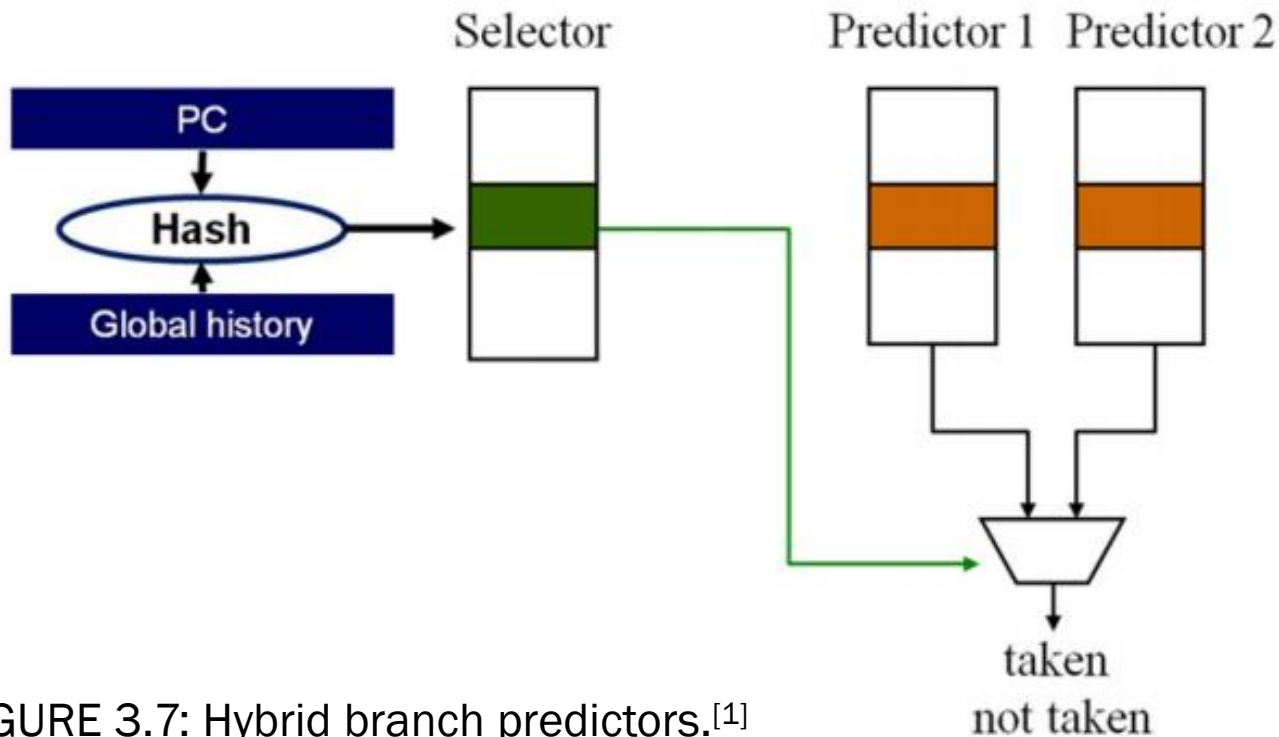 Selector
Predictor 1 Predictor 2
PC
Hash
Global history
taken
not taken
GURE 3.7: Hybrid branch predictors.[1]